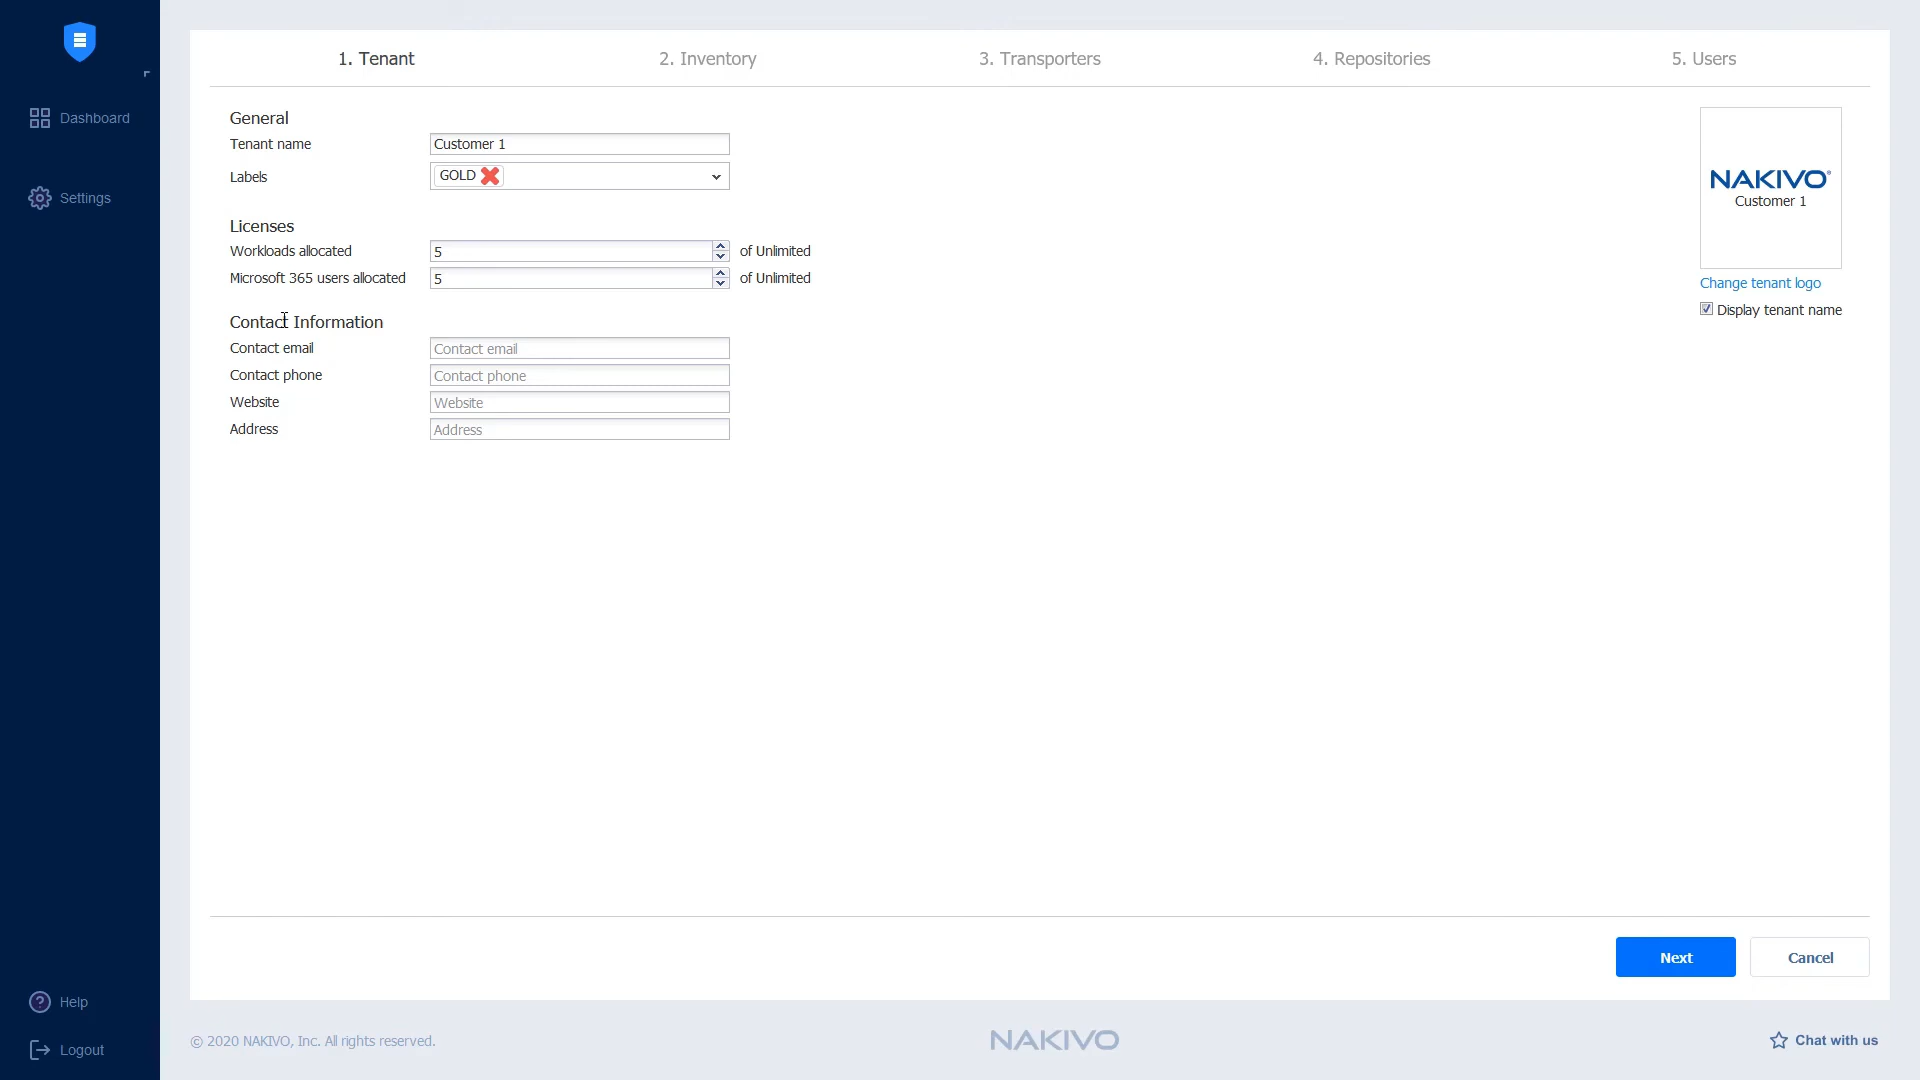 1. Tenant
2. Inventory
3. Transporters
4. Repositories
5. Users
Dashboard
Settings
General
Tenant name
Customer 1
Labels
GOLD
Licenses
Workloads allocated
5
of Unlimited
Microsoft 365 users allocated
5
of Unlimited
Contact Information
Contact email
Contact email
Contact phone
Contact phone
Website
Website
Address
Address
NAKIVO®
Customer 1
Change tenant logo
Display tenant name
Next
Cancel
Help
Logout
© 2020 NAKIVO, Inc. All rights reserved.
NAKIVO
Chat with us